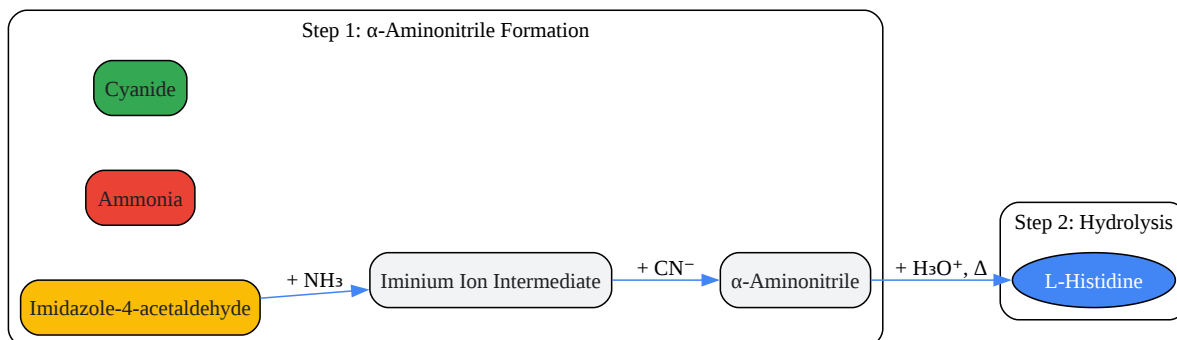 Step 1: α-Aminonitrile Formation
Cyanide
Ammonia
Step 2: Hydrolysis
Imidazole-4-acetaldehyde
+ NH₃
Iminium Ion Intermediate
+ CN⁻
α-Aminonitrile
+ H₃O⁺, Δ
L-Histidine